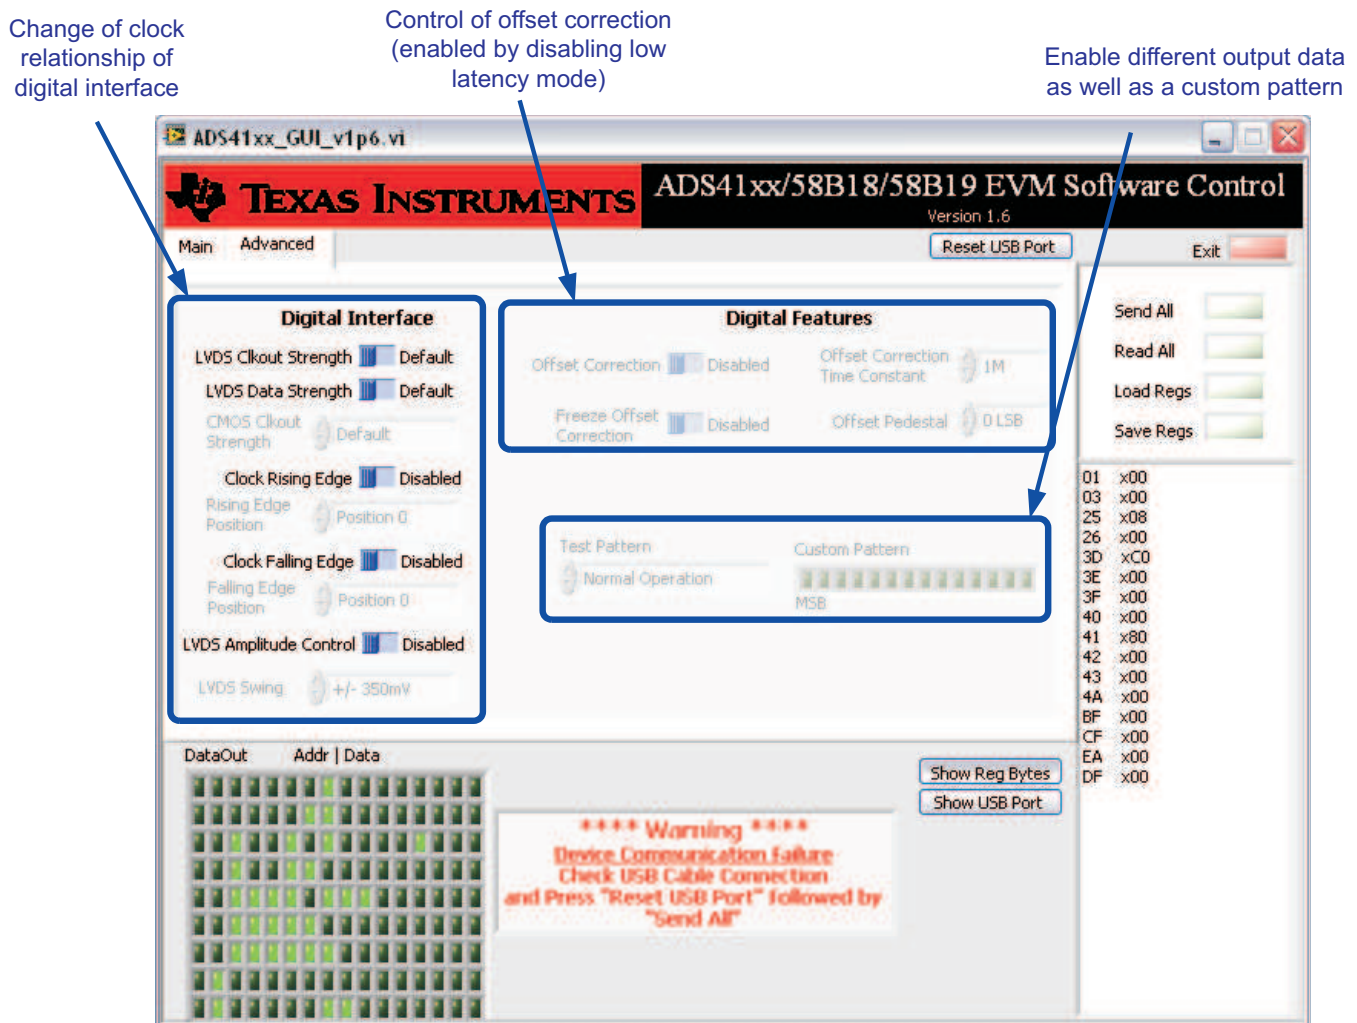 Change of clock
relationship of
digital interface
Control of offset correction
(enabled by disabling low
latency mode)
Enable different output data
as well as a custom pattern
ADS41xx_GUI_v1p6.vi
TEXAS INSTRUMENTS
ADS41xx/58B18/58B19 EVM Software Control
Version 1.6
Main Advanced
Reset USB Port
Exit
Digital Interface
LVDS Clkout Strength Default
LVDS Data Strength Default
CMOS Clkout
Strength
Default
Clock Rising Edge Disabled
Rising Edge
Position
Position 0
Clock Falling Edge Disabled
Falling Edge
Position
Position 0
LVDS Amplitude Control Disabled
LVDS Swing +/- 350mV
Digital Features
Offset Correction Disabled
Offset Correction
Time Constant
1M
Freeze Offset
Correction
Disabled
Offset Pedestal 0 LSB
Test Pattern
Normal Operation
Custom Pattern
MSB
Send All
Read All
Load Regs
Save Regs
01 x00
03 x00
25 x08
26 x00
3D xC0
3E x00
3F x00
40 x00
41 x80
42 x00
43 x00
4A x00
BF x00
CF x00
EA x00
DF x00
DataOut Addr | Data
Show Reg Bytes
Show USB Port
**** Warning ****
Device Communication Failure
Check USB Cable Connection
and Press "Reset USB Port" followed by
"Send All"